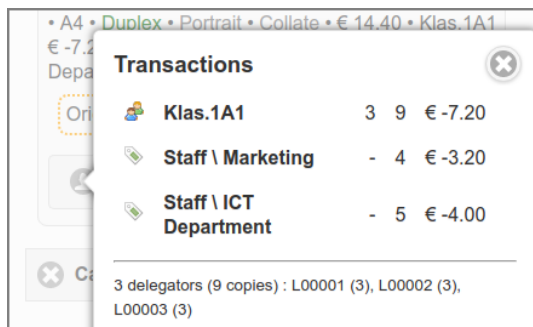 • A4 • Duplex • Portrait • Collate • € 14.40 • Klas.1A1
€ -7.2
Depa
Transactions
Ori
Klas.1A1 3 9 € -7.20
Staff \ Marketing - 4 € -3.20
Staff \ ICT
Department - 5 € -4.00
Ca
3 delegators (9 copies) : L00001 (3), L00002 (3),
L00003 (3)